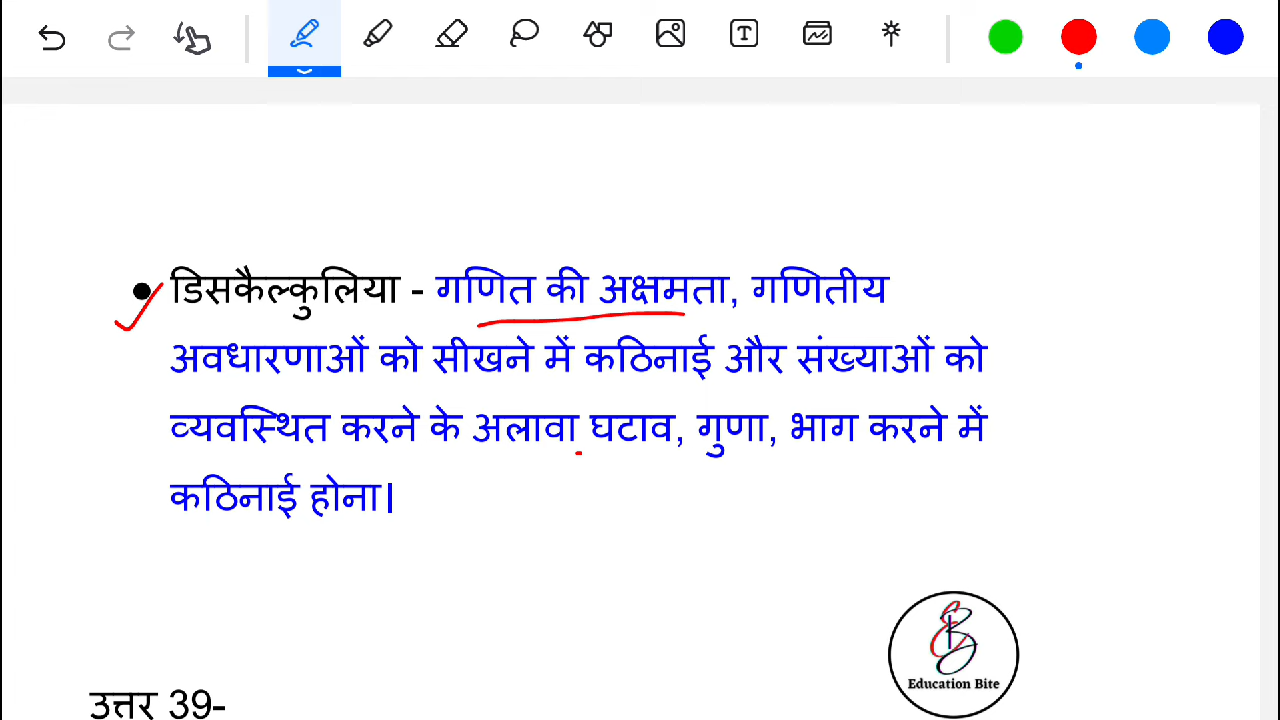 डिसकैल्कुलिया - गणित की अक्षमता, गणितीय
अवधारणाओं को सीखने में कठिनाई और संख्याओं को
व्यवस्थित करने के अलावा घटाव, गुणा, भाग करने में
कठिनाई होना।
Education Bite
उत्तर 39-